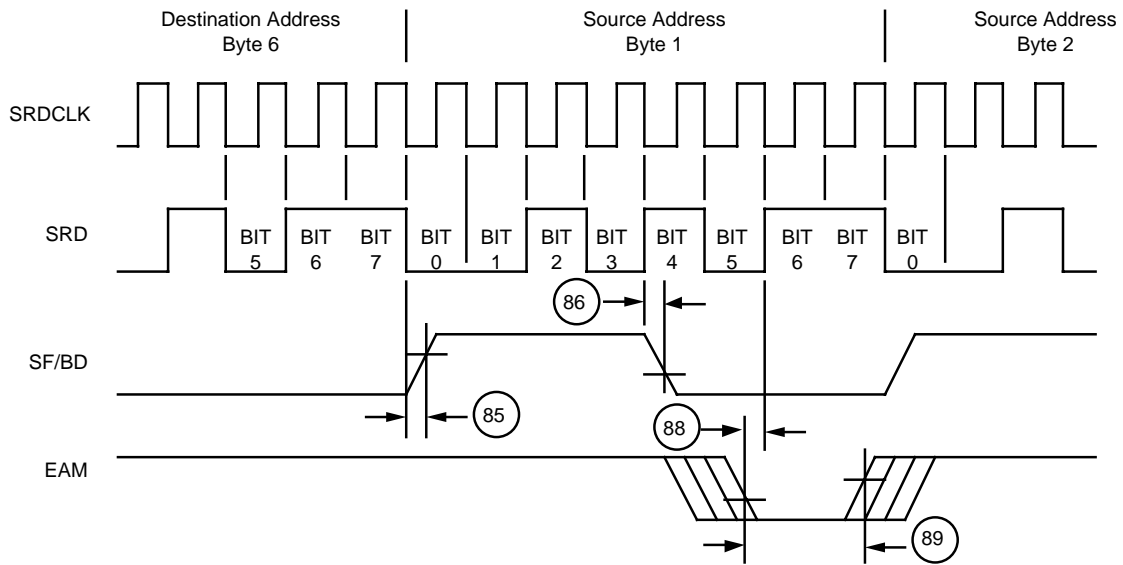 Destination Address
Byte 6
Source Address
Byte 1
Source Address
Byte 2
SRDCLK
SRD
BIT 5
BIT 6
BIT 7
BIT 0
BIT 1
BIT 2
BIT 3
BIT 4
BIT 5
BIT 6
BIT 7
BIT 0
86
SF/BD
85
88
EAM
89